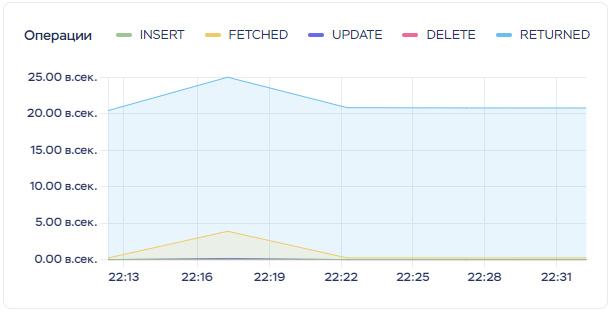 Операции INSERT FETCHED UPDATE DELETE RETURNED
25.00 в.сек.
20.00 в.сек.
15.00 в.сек.
10.00 в.сек.
5.00 в.сек.
0.00 в.сек.
22:13 22:16 22:19 22:22 22:25 22:28 22:31